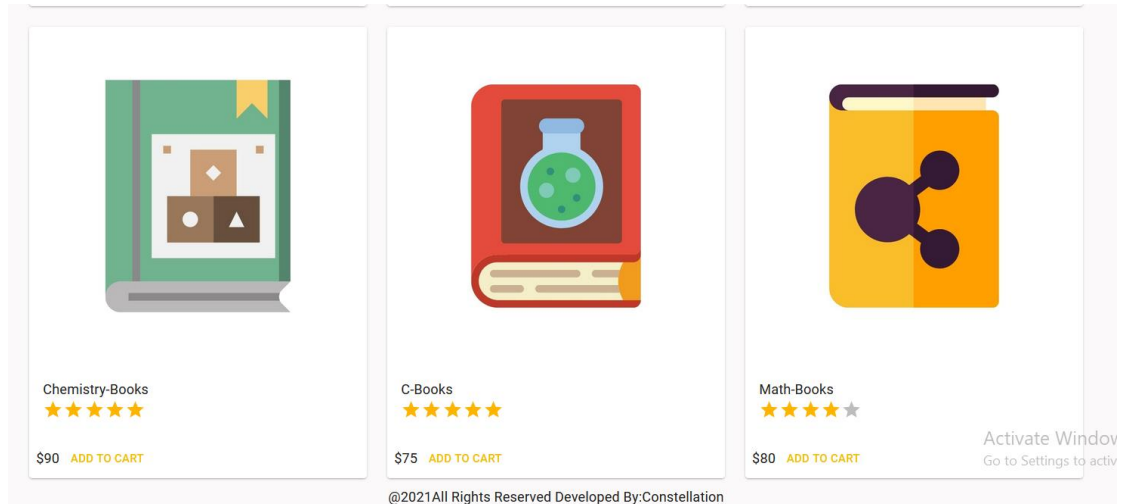 Chemistry-Books
$90 ADD TO CART
C-Books
$75 ADD TO CART
Math-Books
$80 ADD TO CART
Activate Window
Go to Settings to activ
@2021All Rights Reserved Developed By:Constellation